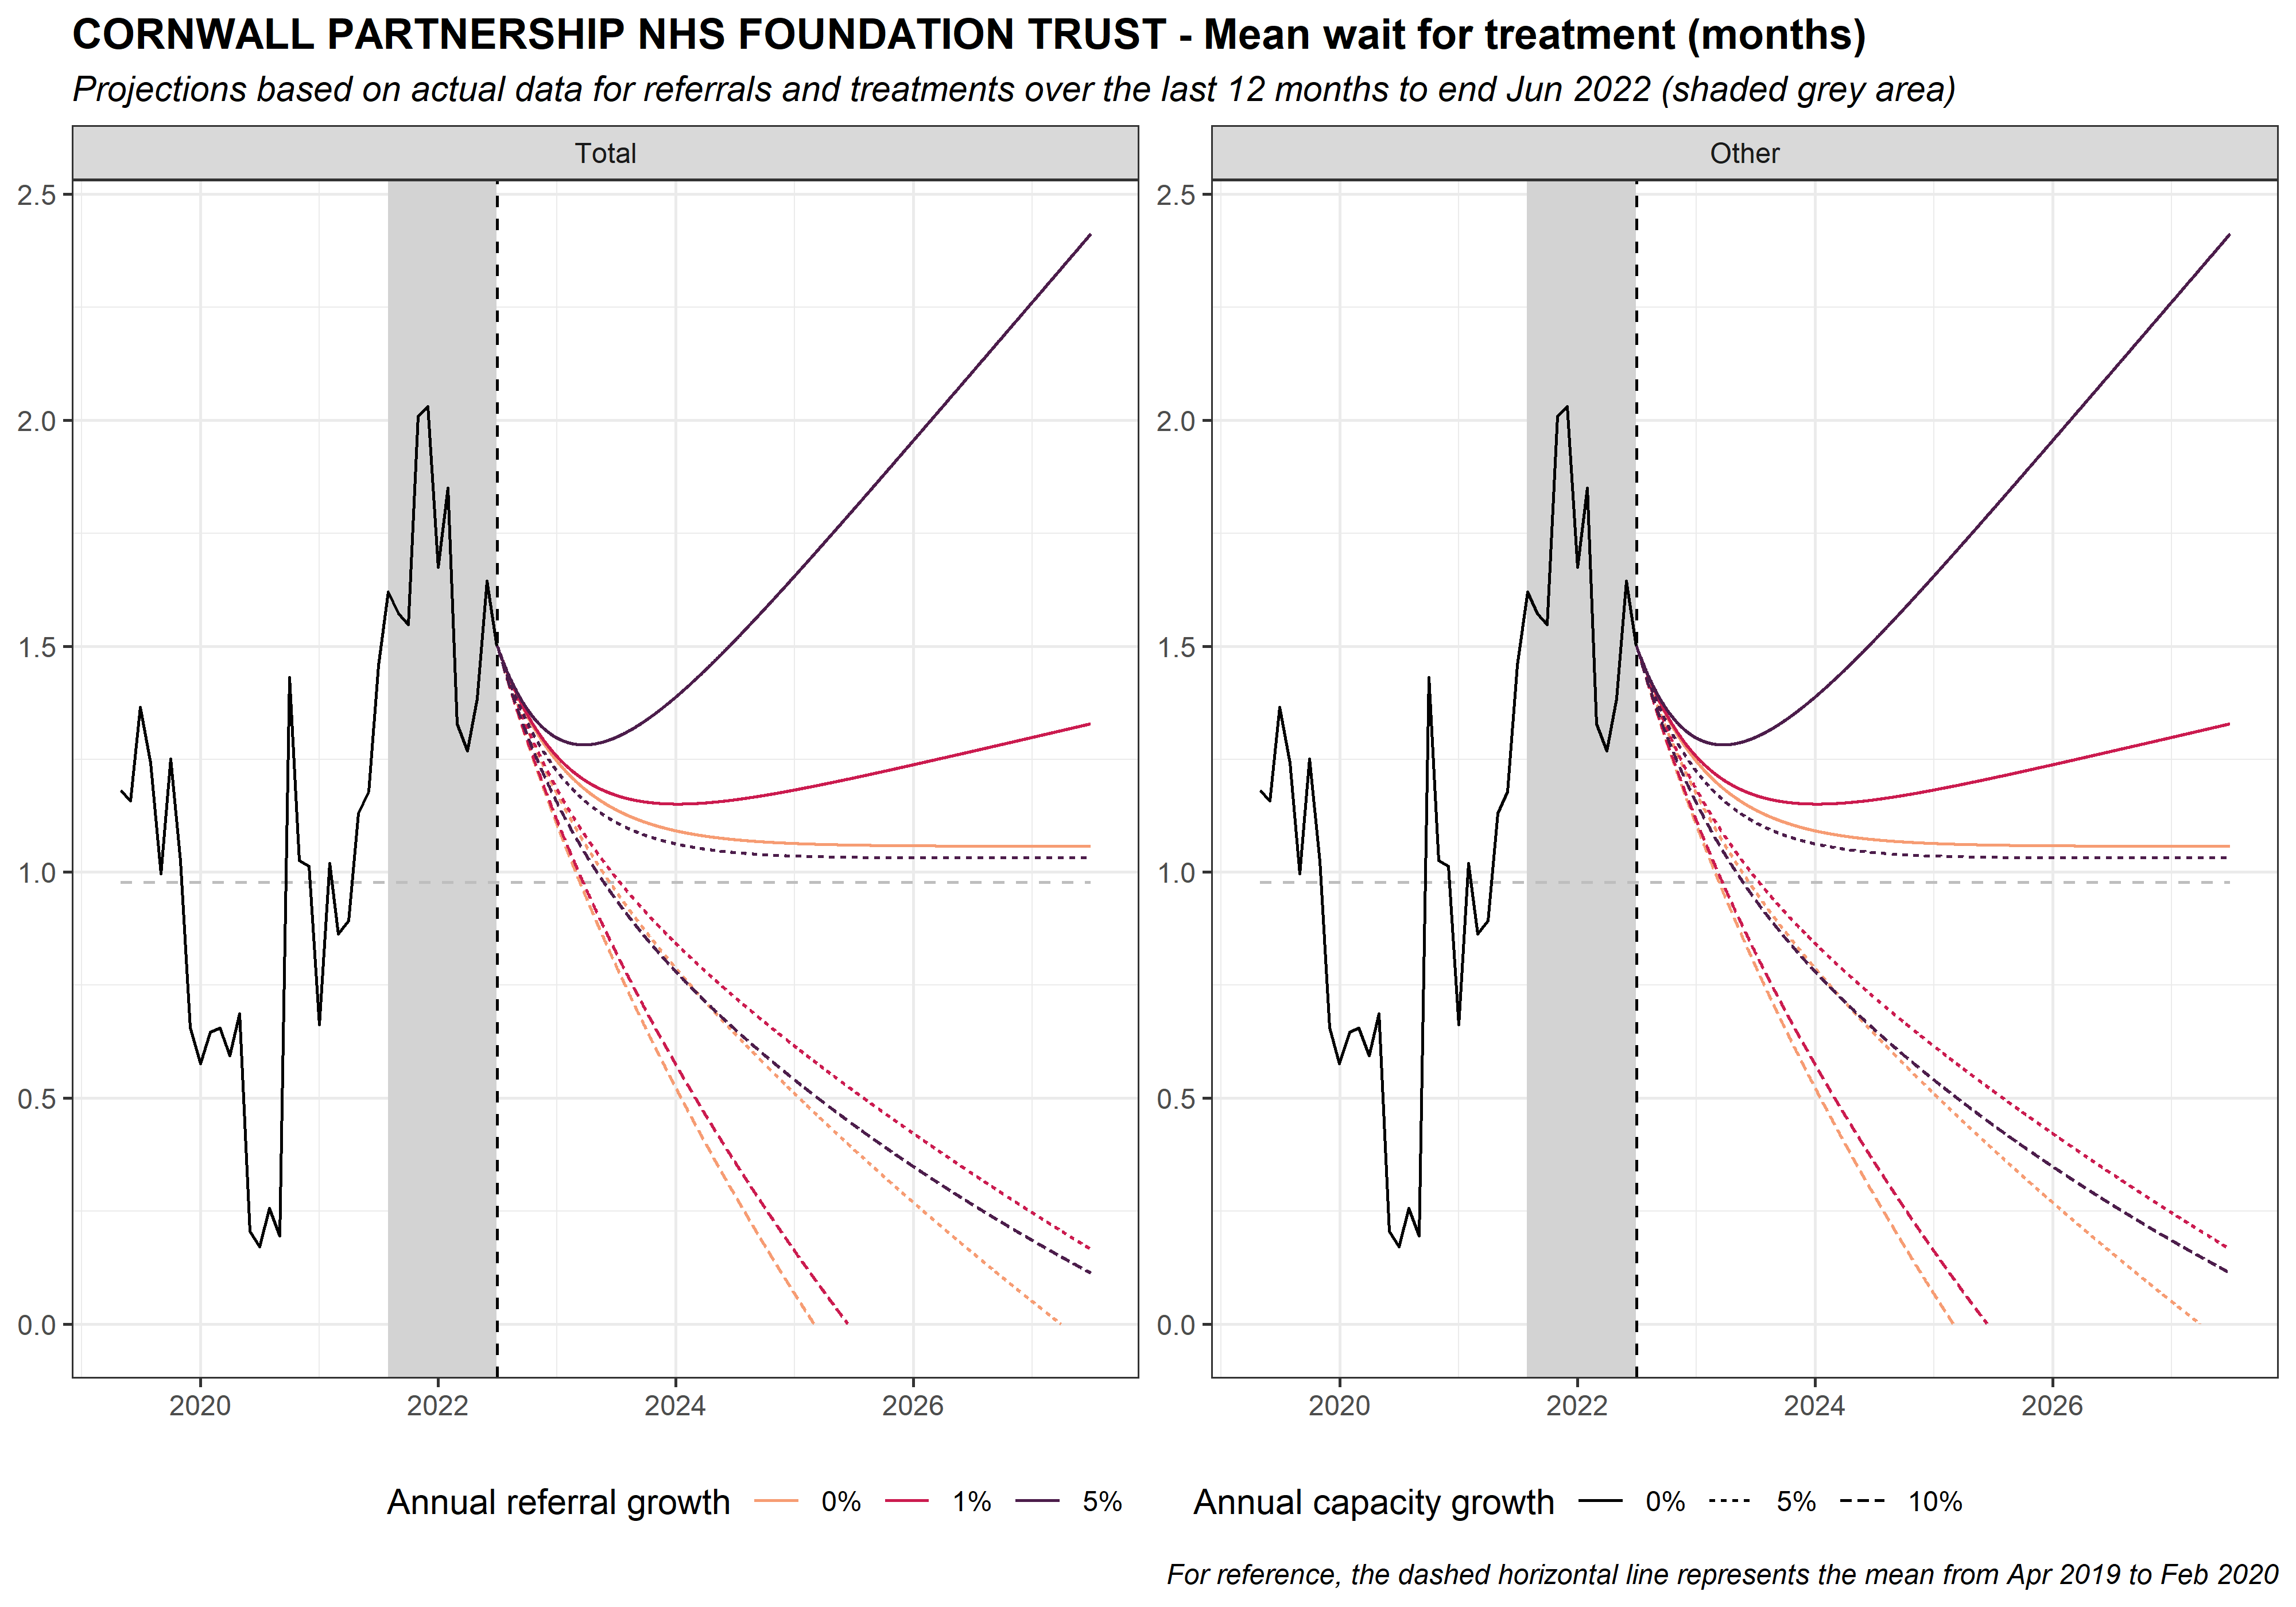 CORNWALL PARTNERSHIP NHS FOUNDATION TRUST - Mean wait for treatment (months)
Projections based on actual data for referrals and treatments over the last 12 months to end Jun 2022 (shaded grey area)
Total
Other
2.5
2.0
1.5
1.0
0.5
0.0
2.5
2.0
1.5
1.0
0.5
0.0
2020 2022 2024 2026
2020 2022 2024 2026
Annual referral growth 0% 1% 5%
Annual capacity growth 0% 5% 10%
For reference, the dashed horizontal line represents the mean from Apr 2019 to Feb 2020